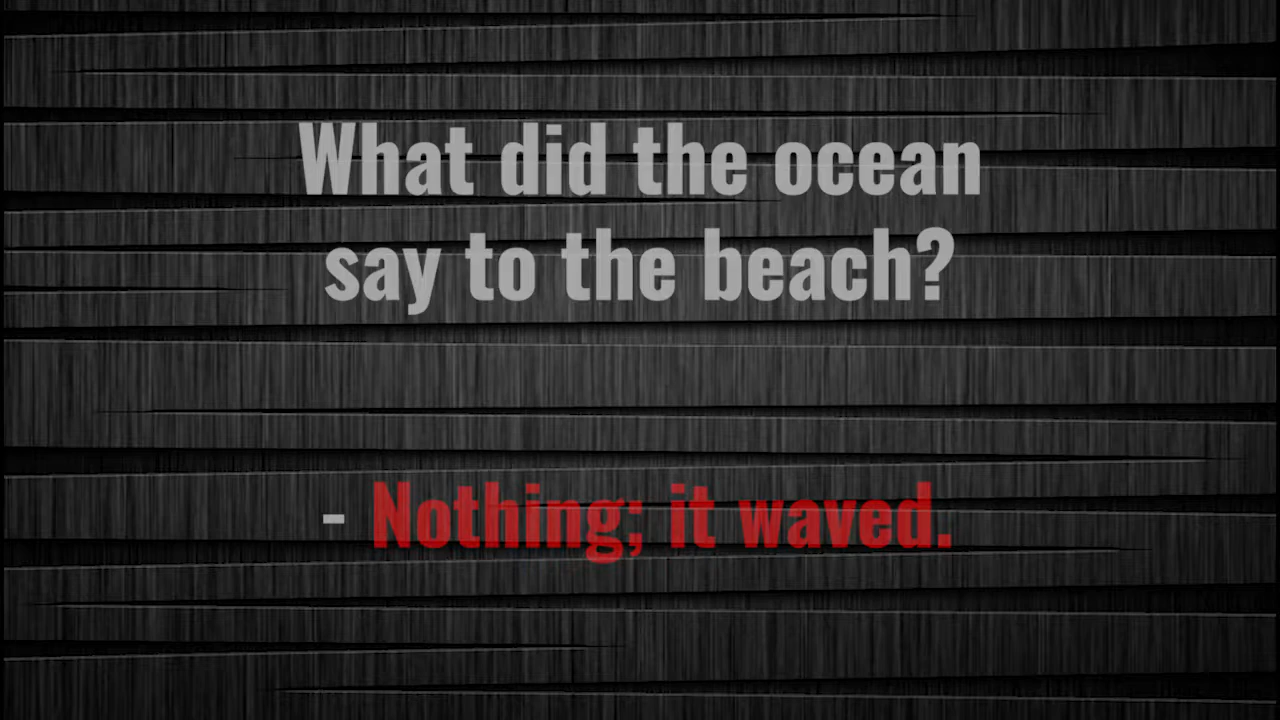 What did the ocean
say to the beach?
- Nothing; it waved.